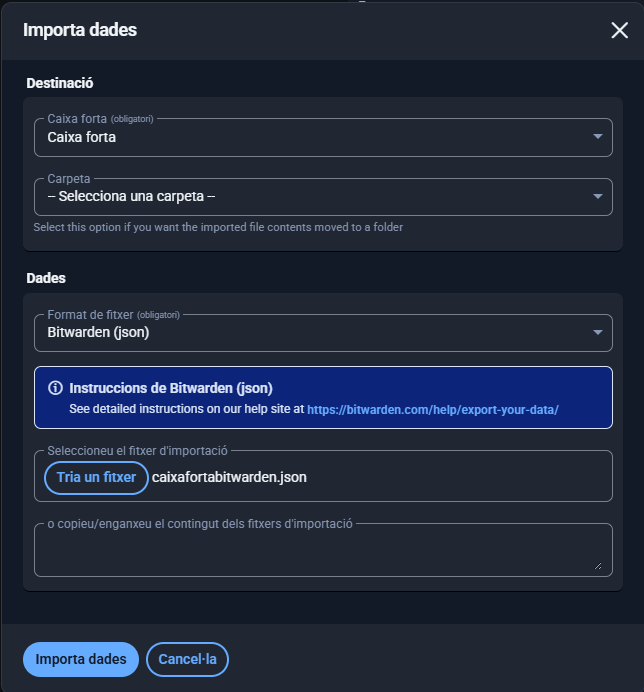 Importa dades
Destinació
Caixa forta (obligatori)
Caixa forta
Carpeta
-- Selecciona una carpeta --
Select this option if you want the imported file contents moved to a folder
Dades
Format de fitxer (obligatori)
Bitwarden (json)
Instruccions de Bitwarden (json)
See detailed instructions on our help site at https://bitwarden.com/help/export-your-data/
Seleccioneu el fitxer d'importació
Tria un fitxer caixafortabitwarden.json
o copieu/enganxeu el contingut dels fitxers d'importació
Importa dades Cancel·la